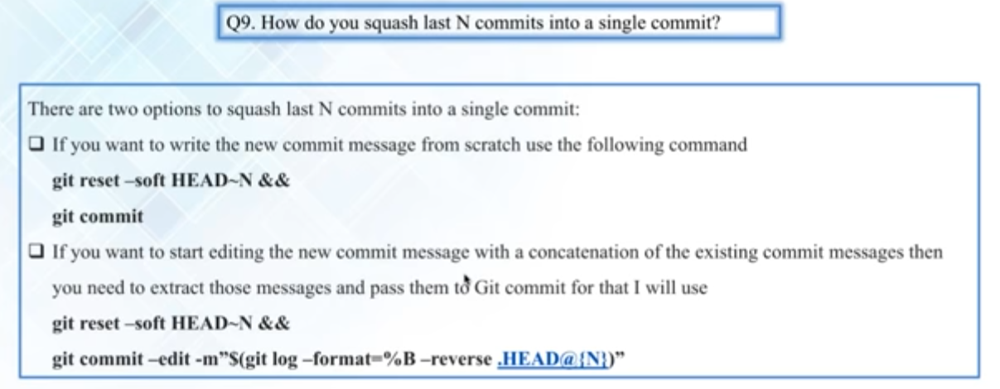 Q9. How do you squash last N commits into a single commit?
There are two options to squash last N commits into a single commit:
❑ If you want to write the new commit message from scratch use the following command
git reset –soft HEAD~N &&
git commit
❑ If you want to start editing the new commit message with a concatenation of the existing commit messages then
you need to extract those messages and pass them to Git commit for that I will use
git reset –soft HEAD~N &&
git commit –edit -m”$(git log –format=%B –reverse .HEAD@{N})”